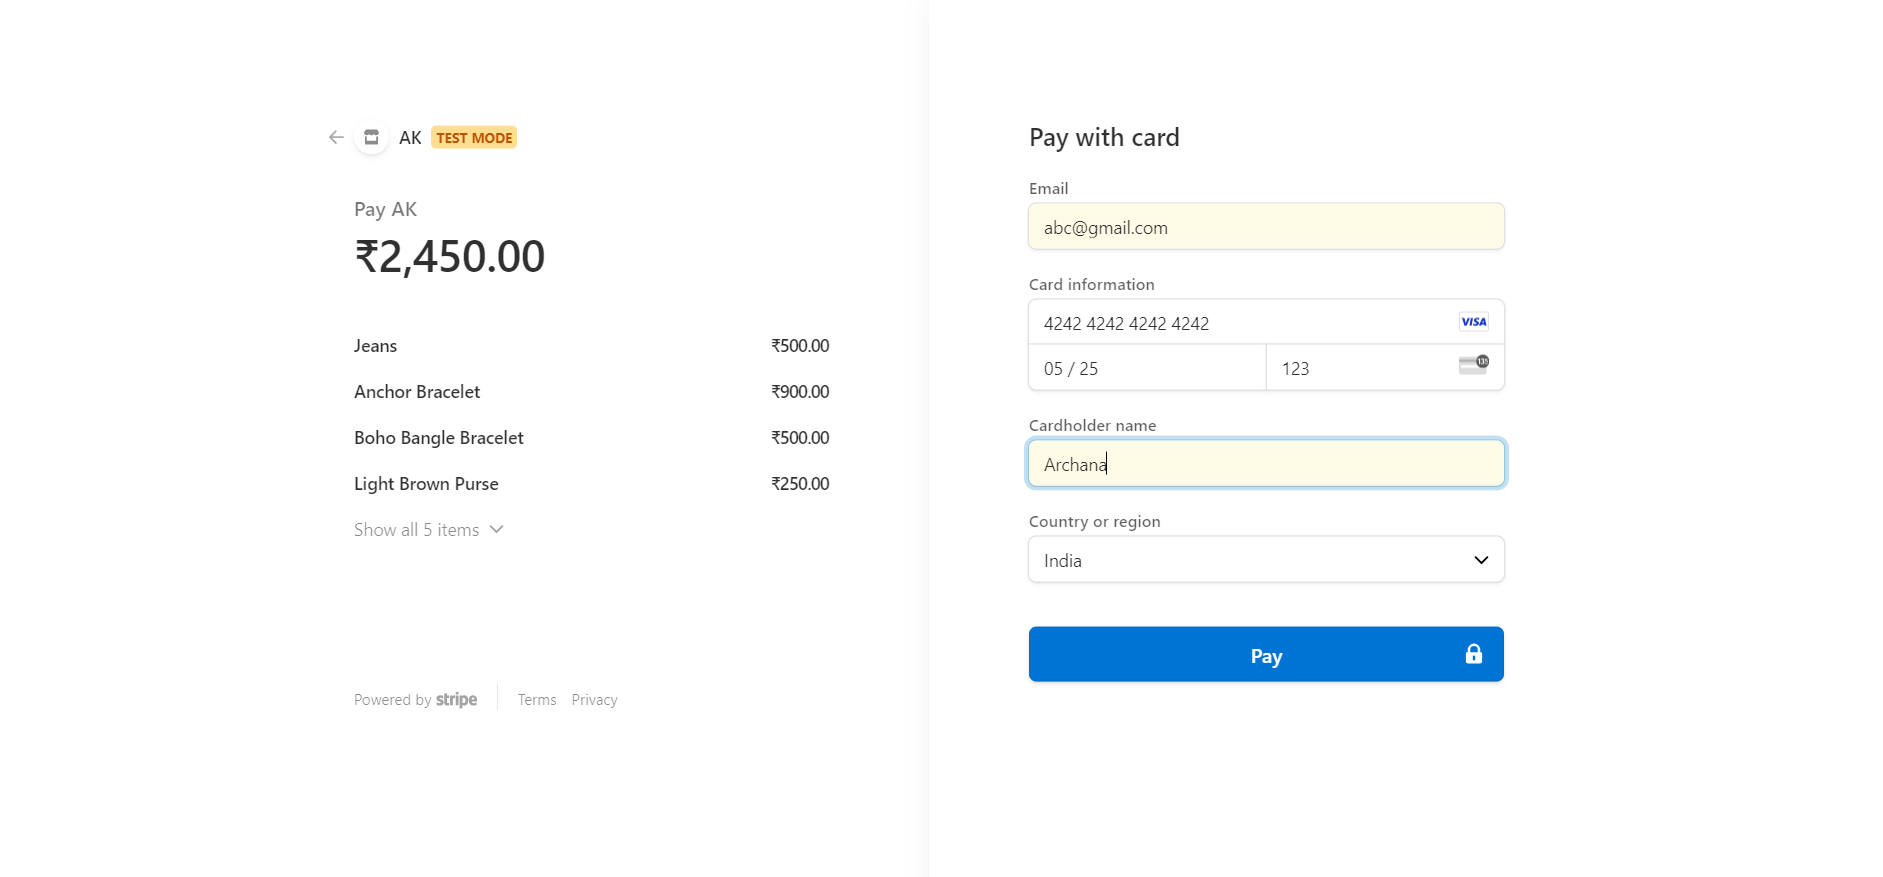 AK TEST MODE
Pay AK
₹2,450.00
Jeans ₹500.00
Anchor Bracelet ₹900.00
Boho Bangle Bracelet ₹500.00
Light Brown Purse ₹250.00
Show all 5 items
Powered by stripe Terms Privacy
Pay with card
Email
abc@gmail.com
Card information
4242 4242 4242 4242 VISA
05 / 25 123 135
Cardholder name
Archana
Country or region
India
Pay